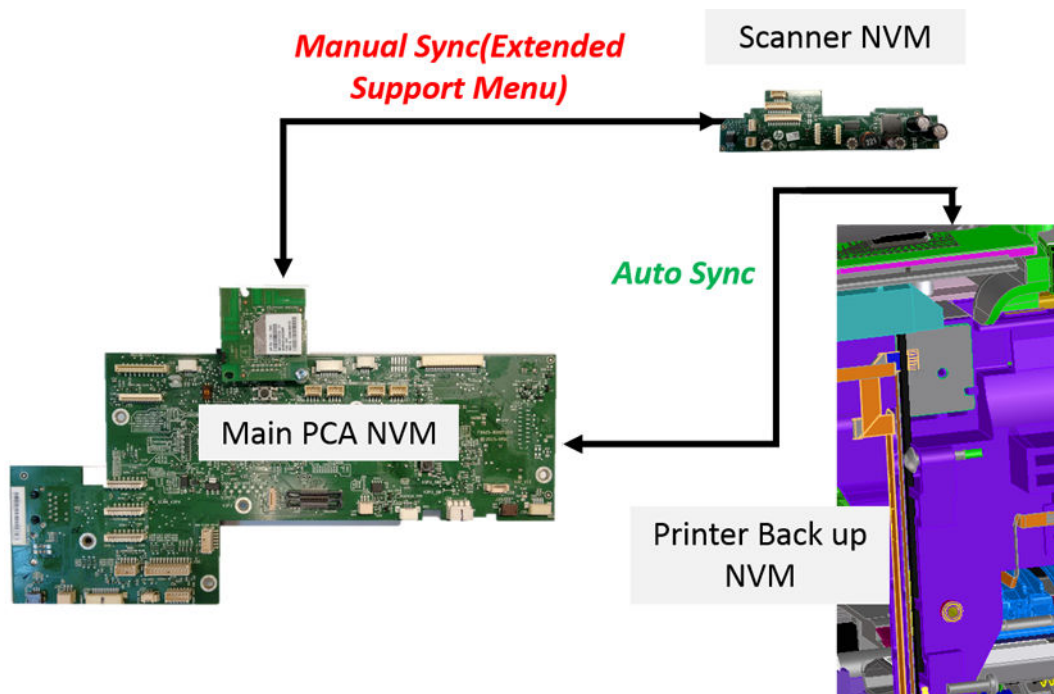 Manual Sync(Extended
Support Menu)
Scanner NVM
Auto Sync
Main PCA NVM
Printer Back up
NVM